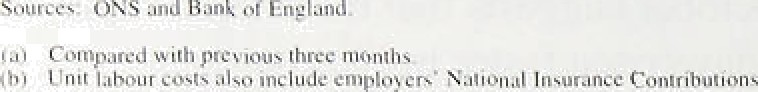 Sources: ONS and Bank of England.
(a) Compared with previous three months.
(b) Unit labour costs also include employers' National Insurance Contributions